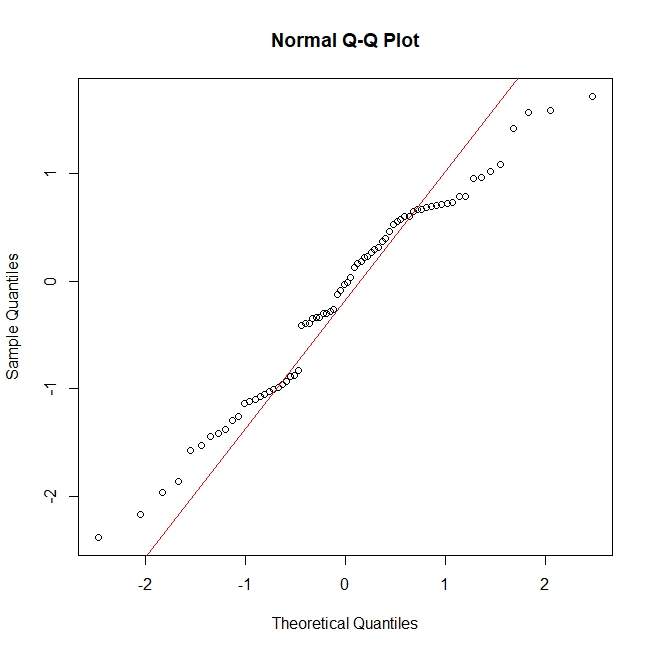 Normal Q-Q Plot
Sample Quantiles
1
0
-1
-2
-2 -1 0 1 2
Theoretical Quantiles